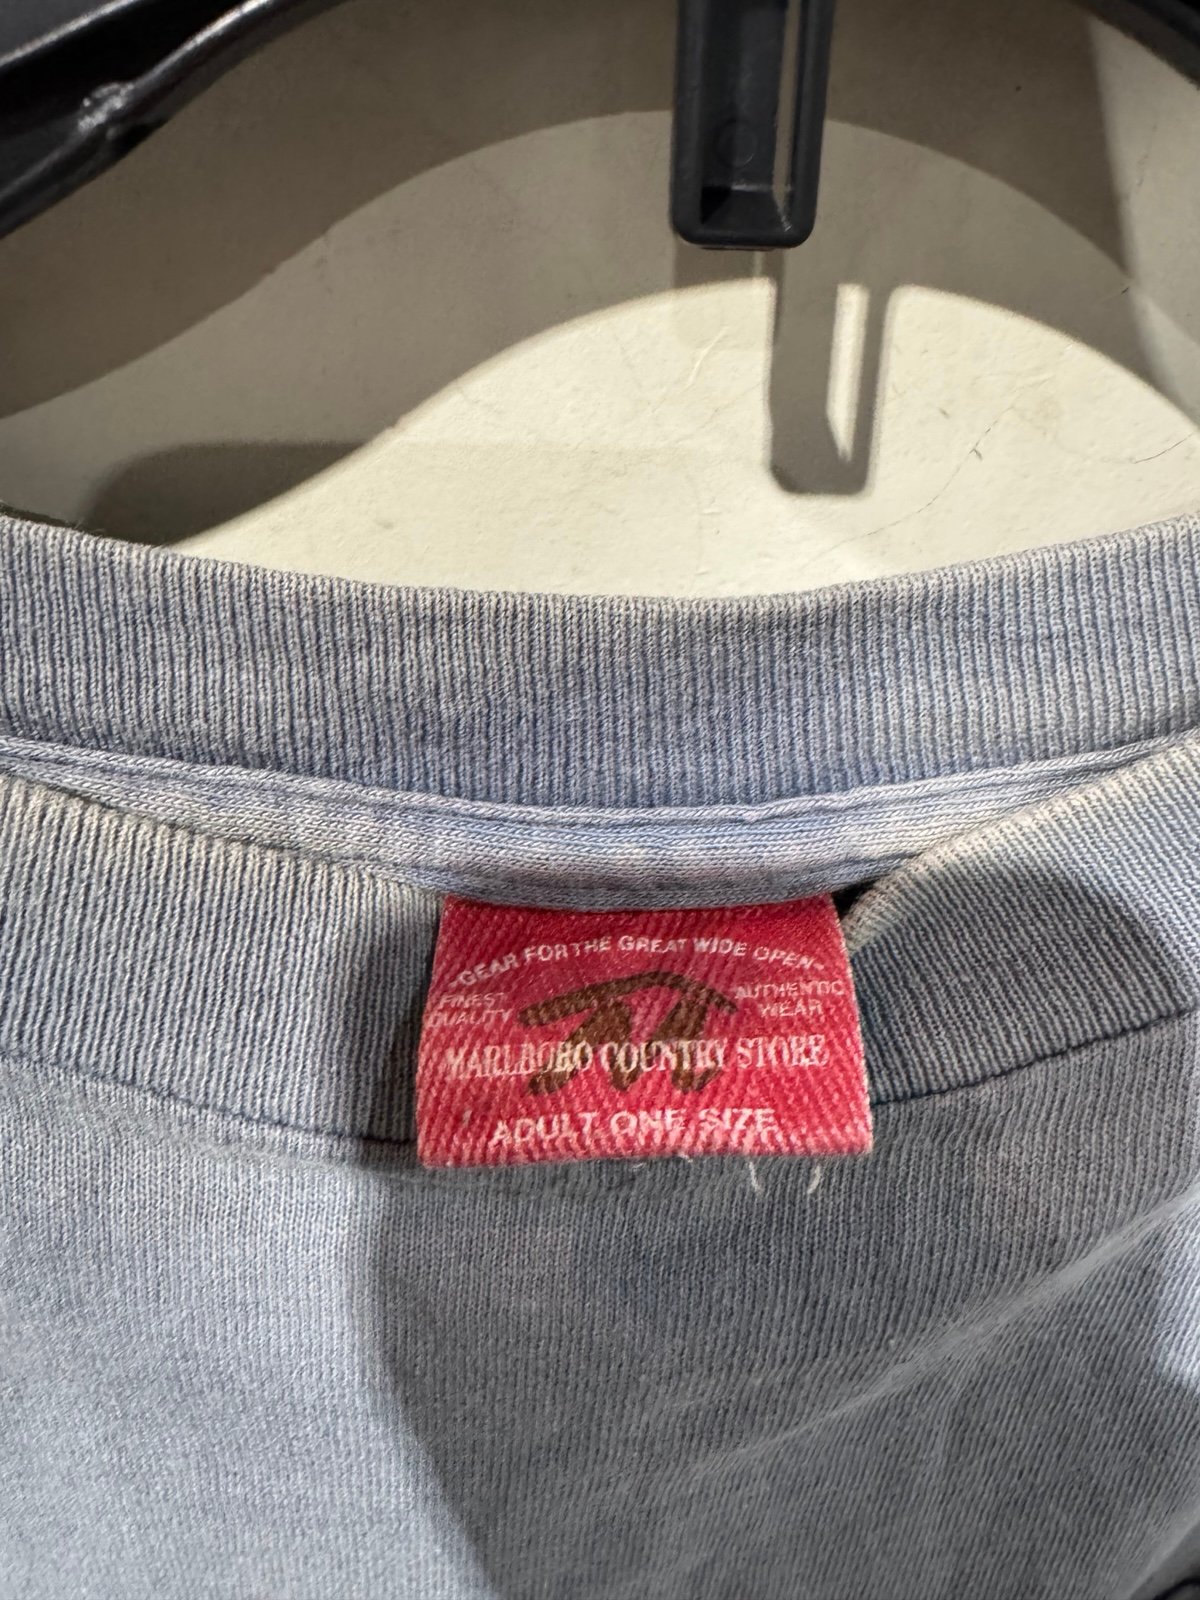 "GEAR FOR THE GREAT WIDE OPEN"
FINEST QUALITY
AUTHENTIC WEAR
MARLBORO COUNTRY STORE
ADULT ONE SIZE